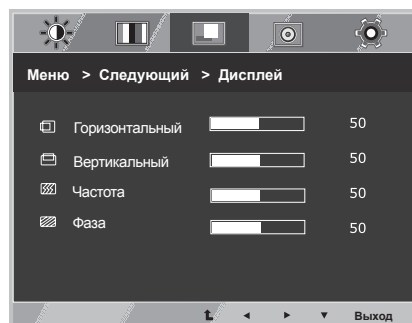 Меню > Следующий > Дисплей
Горизонтальный 50
Вертикальный 50
Частота 50
Фаза 50
Выход